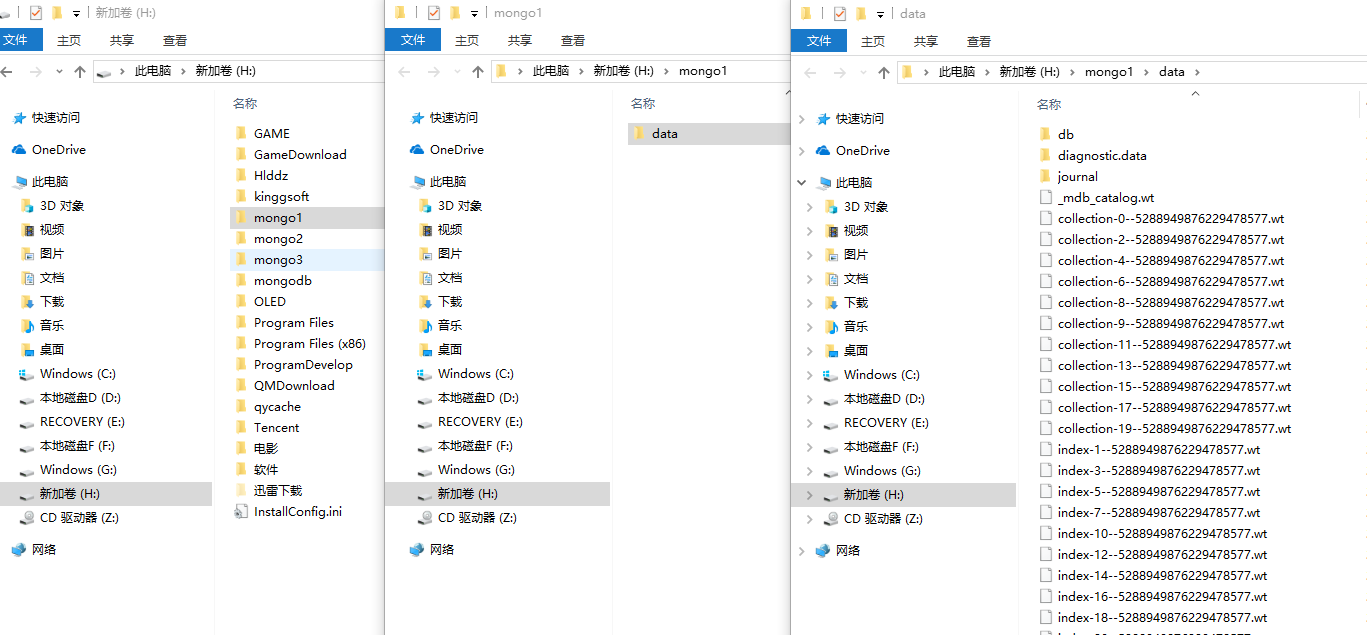 新加卷 (H:)
文件 主页 共享 查看
此电脑 新加卷 (H:)
快速访问
OneDrive
此电脑
3D 对象
视频
图片
文档
下载
音乐
桌面
Windows (C:)
本地磁盘D (D:)
RECOVERY (E:)
本地磁盘F (F:)
Windows (G:)
新加卷 (H:)
CD 驱动器 (Z:)
网络
名称
GAME
GameDownload
Hlddz
kinggsoft
mongo1
mongo2
mongo3
mongodb
OLED
Program Files
Program Files (x86)
ProgramDevelop
QMDownload
qycache
Tencent
电影
软件
迅雷下载
InstallConfig.ini
mongo1
文件 主页 共享 查看
此电脑 新加卷 (H:) mongo1
快速访问
OneDrive
此电脑
3D 对象
视频
图片
文档
下载
音乐
桌面
Windows (C:)
本地磁盘D (D:)
RECOVERY (E:)
本地磁盘F (F:)
Windows (G:)
新加卷 (H:)
CD 驱动器 (Z:)
网络
名称
data
data
文件 主页 共享 查看
此电脑 新加卷 (H:) mongo1 data
快速访问
OneDrive
此电脑
3D 对象
视频
图片
文档
下载
音乐
桌面
Windows (C:)
本地磁盘D (D:)
RECOVERY (E:)
本地磁盘F (F:)
Windows (G:)
新加卷 (H:)
CD 驱动器 (Z:)
网络
名称
db
diagnostic.data
journal
_mdb_catalog.wt
collection-0--5288949876229478577.wt
collection-2--5288949876229478577.wt
collection-4--5288949876229478577.wt
collection-6--5288949876229478577.wt
collection-8--5288949876229478577.wt
collection-9--5288949876229478577.wt
collection-11--5288949876229478577.wt
collection-13--5288949876229478577.wt
collection-15--5288949876229478577.wt
collection-17--5288949876229478577.wt
collection-19--5288949876229478577.wt
index-1--5288949876229478577.wt
index-3--5288949876229478577.wt
index-5--5288949876229478577.wt
index-7--5288949876229478577.wt
index-10--5288949876229478577.wt
index-12--5288949876229478577.wt
index-14--5288949876229478577.wt
index-16--5288949876229478577.wt
index-18--5288949876229478577.wt